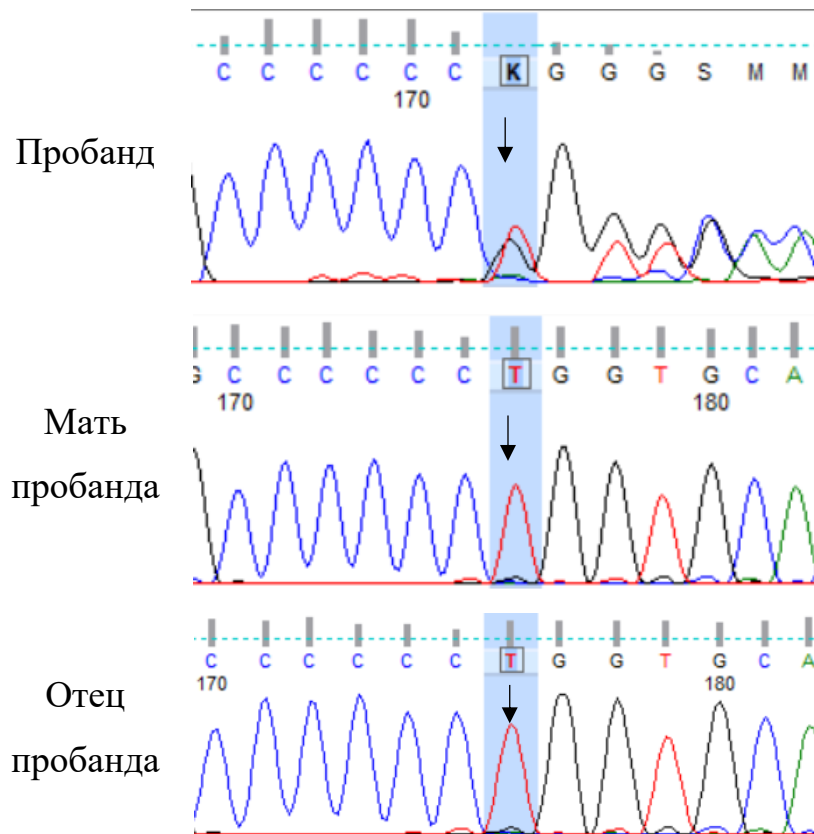 C C C C C C K G G G S M M
170
Пробанд
G C C C C C C T G G T G C A
170 180
Мать
пробанда
C C C C C C T G G T G C A
170 180
Отец
пробанда